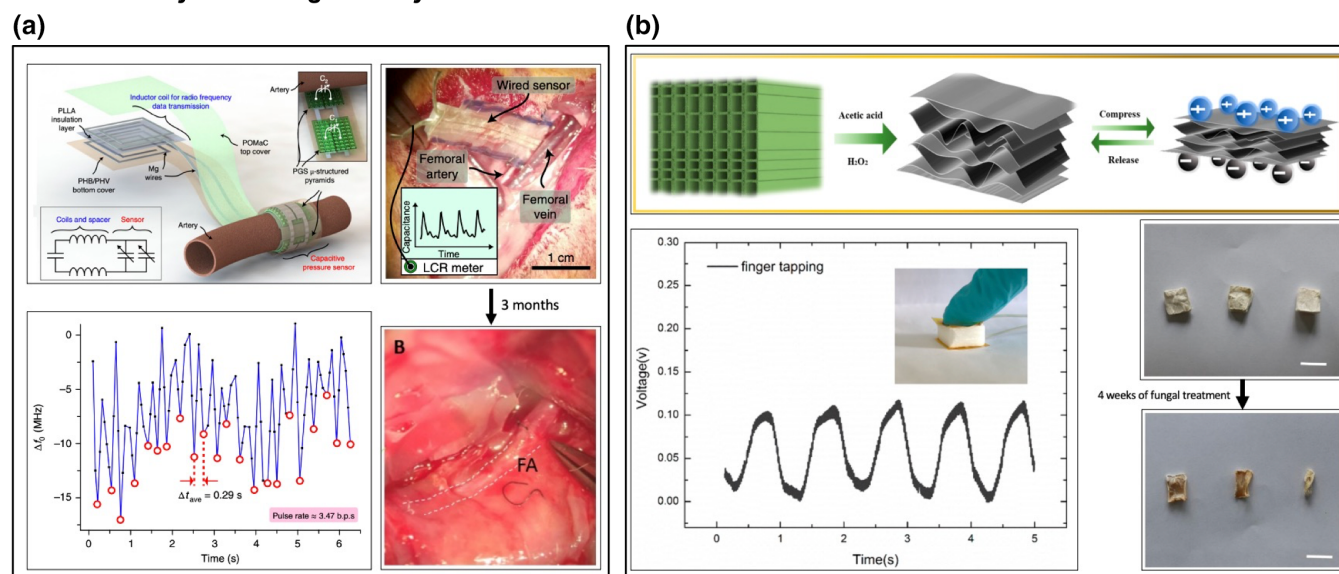 (a)
Artery
C₂
C₁
Inductor coil for radio frequency
data transmission
PLLA
insulation
layer
POMaC
top cover
PGS μ-structured
pyramids
PHB/PHV
bottom cover
Mg
wires
Artery
Coils and spacer
Sensor
Capacitive
pressure sensor
Wired sensor
Femoral
artery
Femoral
vein
Capacitance
Time
LCR meter
1 cm
3 months
Δf₀ (MHz)
0
−5
−10
−15
Δtave = 0.29 s
Pulse rate ≈ 3.47 b.p.s
0 1 2 3 4 5 6
Time (s)
B
FA
(b)
Acetic acid
H₂O₂
Compress
Release
Voltage(v)
0.30
0.25
0.20
0.15
0.10
0.05
0.00
finger tapping
0 1 2 3 4 5
Time(s)
4 weeks of fungal treatment